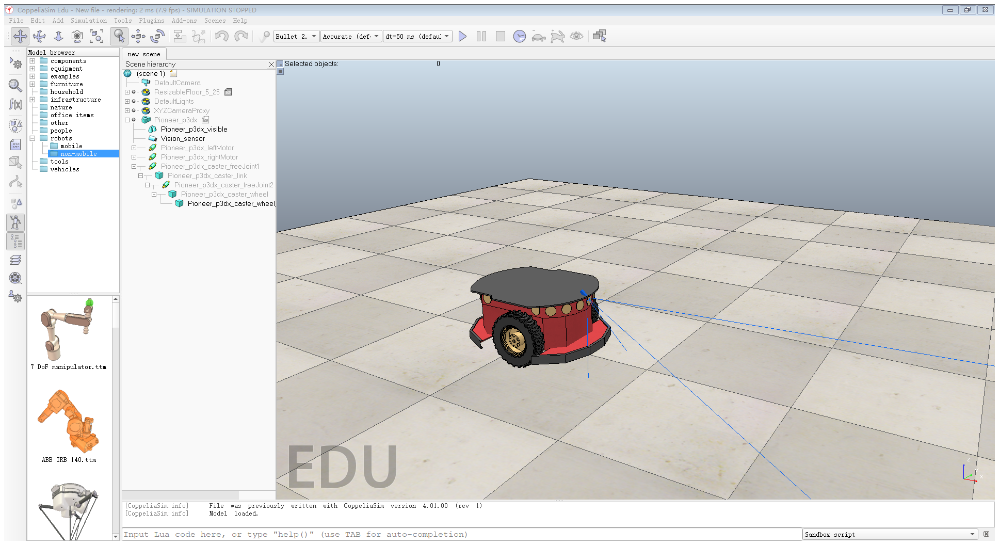 CoppeliaSim Edu - New file - rendering: 2 ms (7.9 fps) - SIMULATION STOPPED
File Edit Add Simulation Tools Plugins Add-ons Scenes Help
Bullet 2. Accurate (def: dt=50 ms (defau:
Model browser
components
equipment
examples
furniture
household
infrastructure
nature
office items
other
people
robots
mobile
non-mobile
tools
vehicles
7 DoF manipulator.ttm
ABB IRB 140.ttm
new scene
Scene hierarchy
(scene 1)
DefaultCamera
ResizableFloor_5_25
DefaultLights
XYZCameraProxy
Pioneer_p3dx
Pioneer_p3dx_visible
Vision_sensor
Pioneer_p3dx_leftMotor
Pioneer_p3dx_rightMotor
Pioneer_p3dx_caster_freeJoint1
Pioneer_p3dx_caster_link
Pioneer_p3dx_caster_freeJoint2
Pioneer_p3dx_caster_wheel
Pioneer_p3dx_caster_wheel_
Selected objects: 0
EDU
z
x
[CoppeliaSim:info] File was previously written with CoppeliaSim version 4.01.00 (rev 1)
[CoppeliaSim:info] Model loaded.
Input Lua code here, or type "help()" (use TAB for auto-completion)
Sandbox script